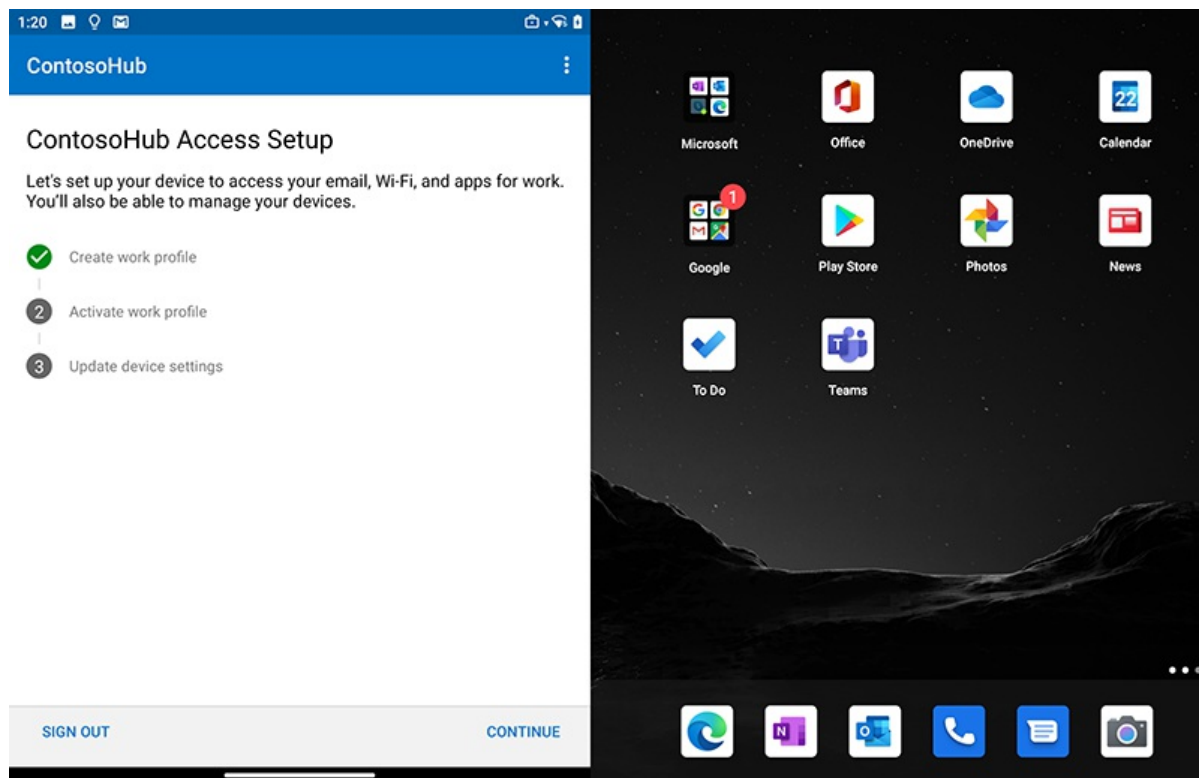 1:20
ContosoHub
ContosoHub Access Setup
Let's set up your device to access your email, Wi-Fi, and apps for work.
You'll also be able to manage your devices.
Create work profile
2 Activate work profile
3 Update device settings
SIGN OUT CONTINUE
22
Microsoft Office OneDrive Calendar
1
Google Play Store Photos News
T
To Do Teams
N O